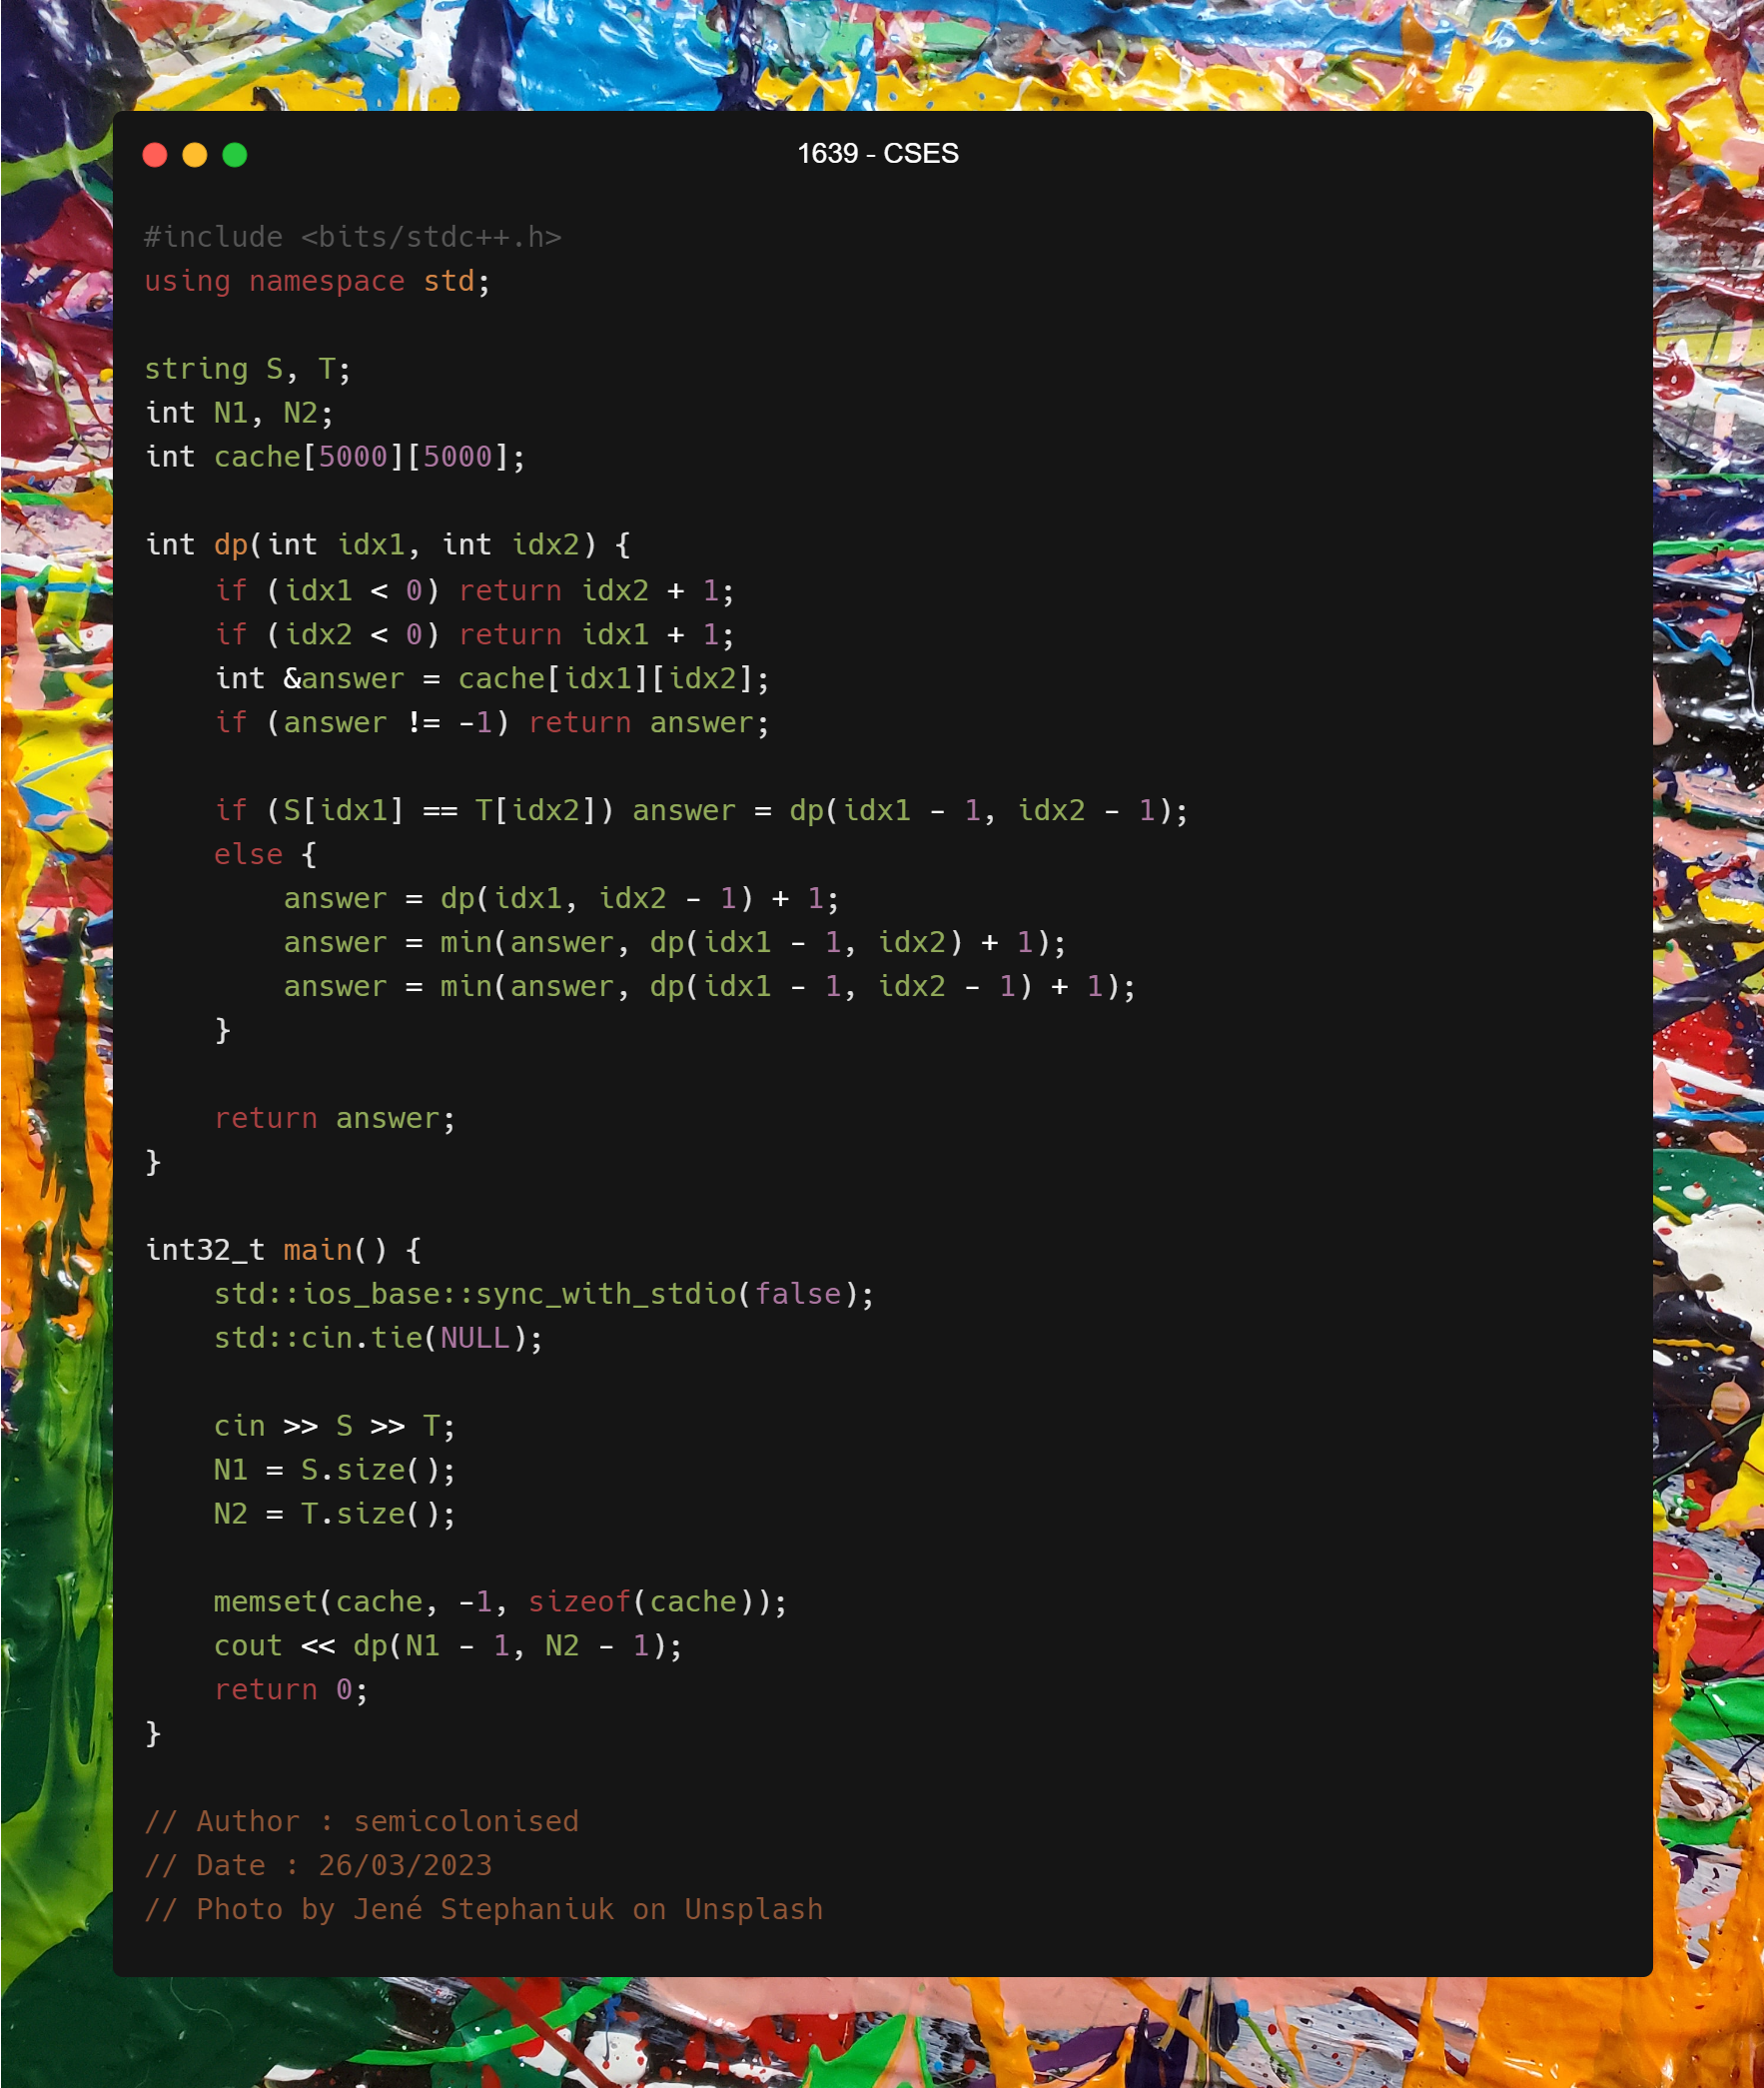 1639 - CSES
#include <bits/stdc++.h>
using namespace std;

string S, T;
int N1, N2;
int cache[5000][5000];

int dp(int idx1, int idx2) {
    if (idx1 < 0) return idx2 + 1;
    if (idx2 < 0) return idx1 + 1;
    int &answer = cache[idx1][idx2];
    if (answer != -1) return answer;

    if (S[idx1] == T[idx2]) answer = dp(idx1 - 1, idx2 - 1);
    else {
        answer = dp(idx1, idx2 - 1) + 1;
        answer = min(answer, dp(idx1 - 1, idx2) + 1);
        answer = min(answer, dp(idx1 - 1, idx2 - 1) + 1);
    }

    return answer;
}

int32_t main() {
    std::ios_base::sync_with_stdio(false);
    std::cin.tie(NULL);

    cin >> S >> T;
    N1 = S.size();
    N2 = T.size();

    memset(cache, -1, sizeof(cache));
    cout << dp(N1 - 1, N2 - 1);
    return 0;
}

// Author : semicolonised
// Date : 26/03/2023
// Photo by Jené Stephaniuk on Unsplash